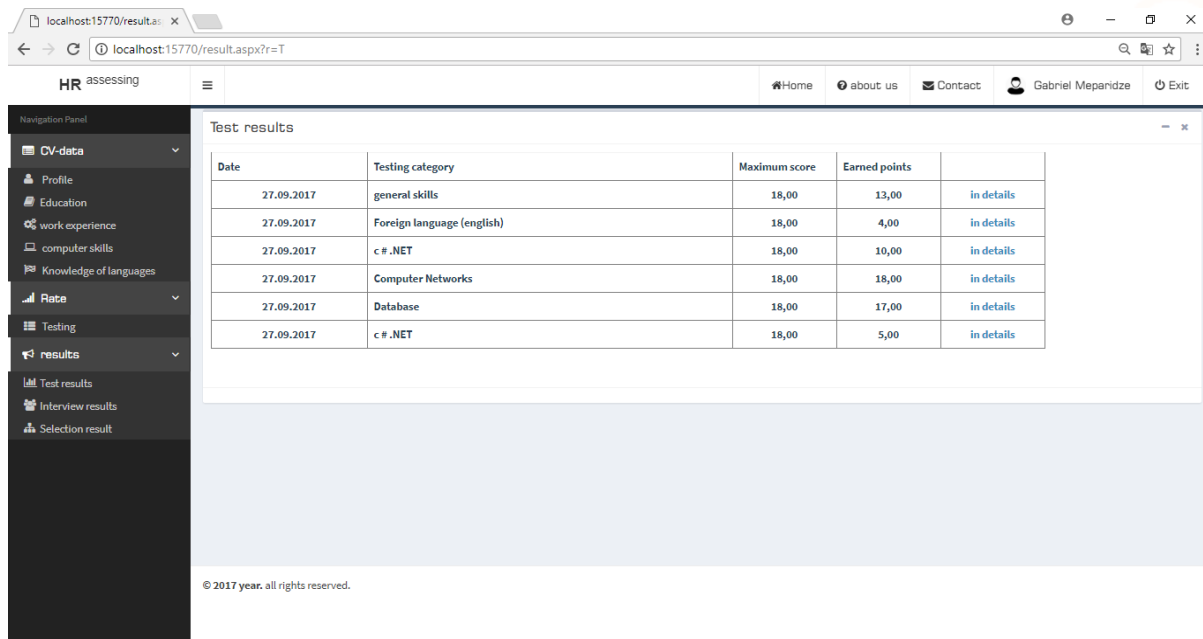 localhost:15770/result.as
localhost:15770/result.aspx?r=T
HR assessing
Home
about us
Contact
Gabriel Meparidze
Exit
Navigation Panel
CV-data
Profile
Education
work experience
computer skills
Knowledge of languages
Rate
Testing
results
Test results
Interview results
Selection result
Test results
Date Testing category Maximum score Earned points
27.09.2017 general skills 18,00 13,00 in details
27.09.2017 Foreign language (english) 18,00 4,00 in details
27.09.2017 c # .NET 18,00 10,00 in details
27.09.2017 Computer Networks 18,00 18,00 in details
27.09.2017 Database 18,00 17,00 in details
27.09.2017 c # .NET 18,00 5,00 in details
© 2017 year. all rights reserved.